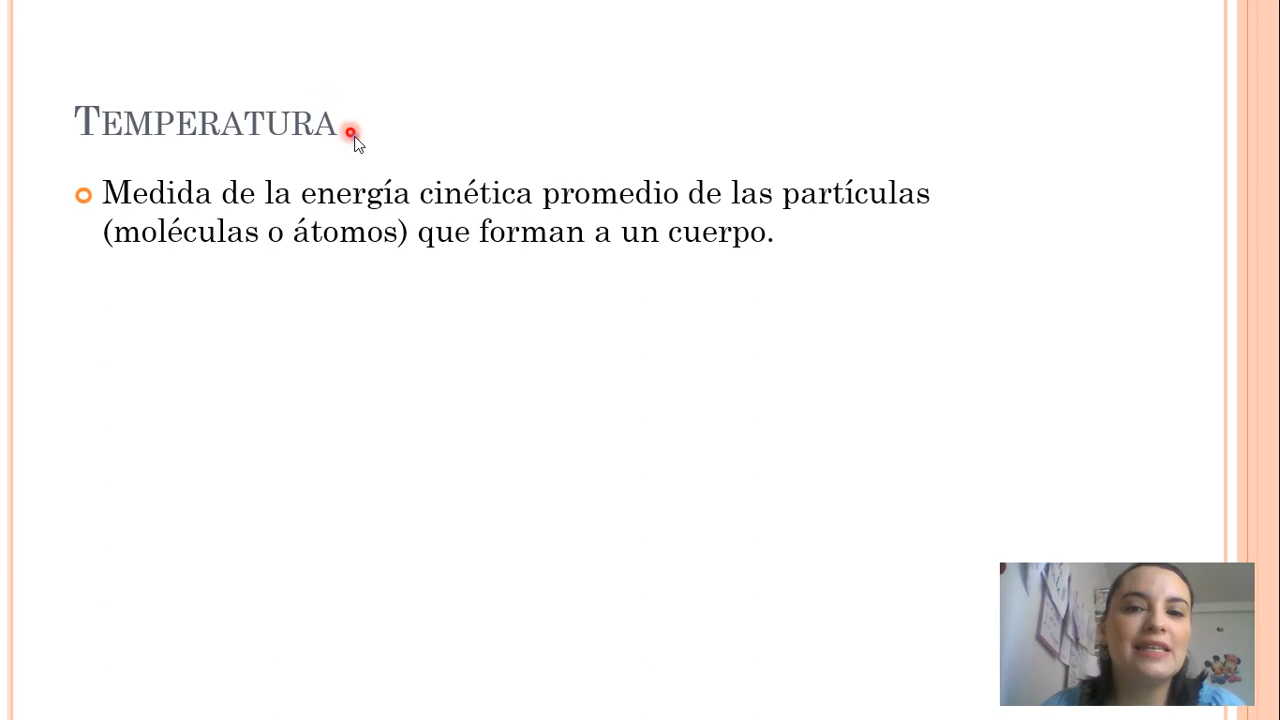 Temperatura
Medida de la energía cinética promedio de las partículas
(moléculas o átomos) que forman a un cuerpo.